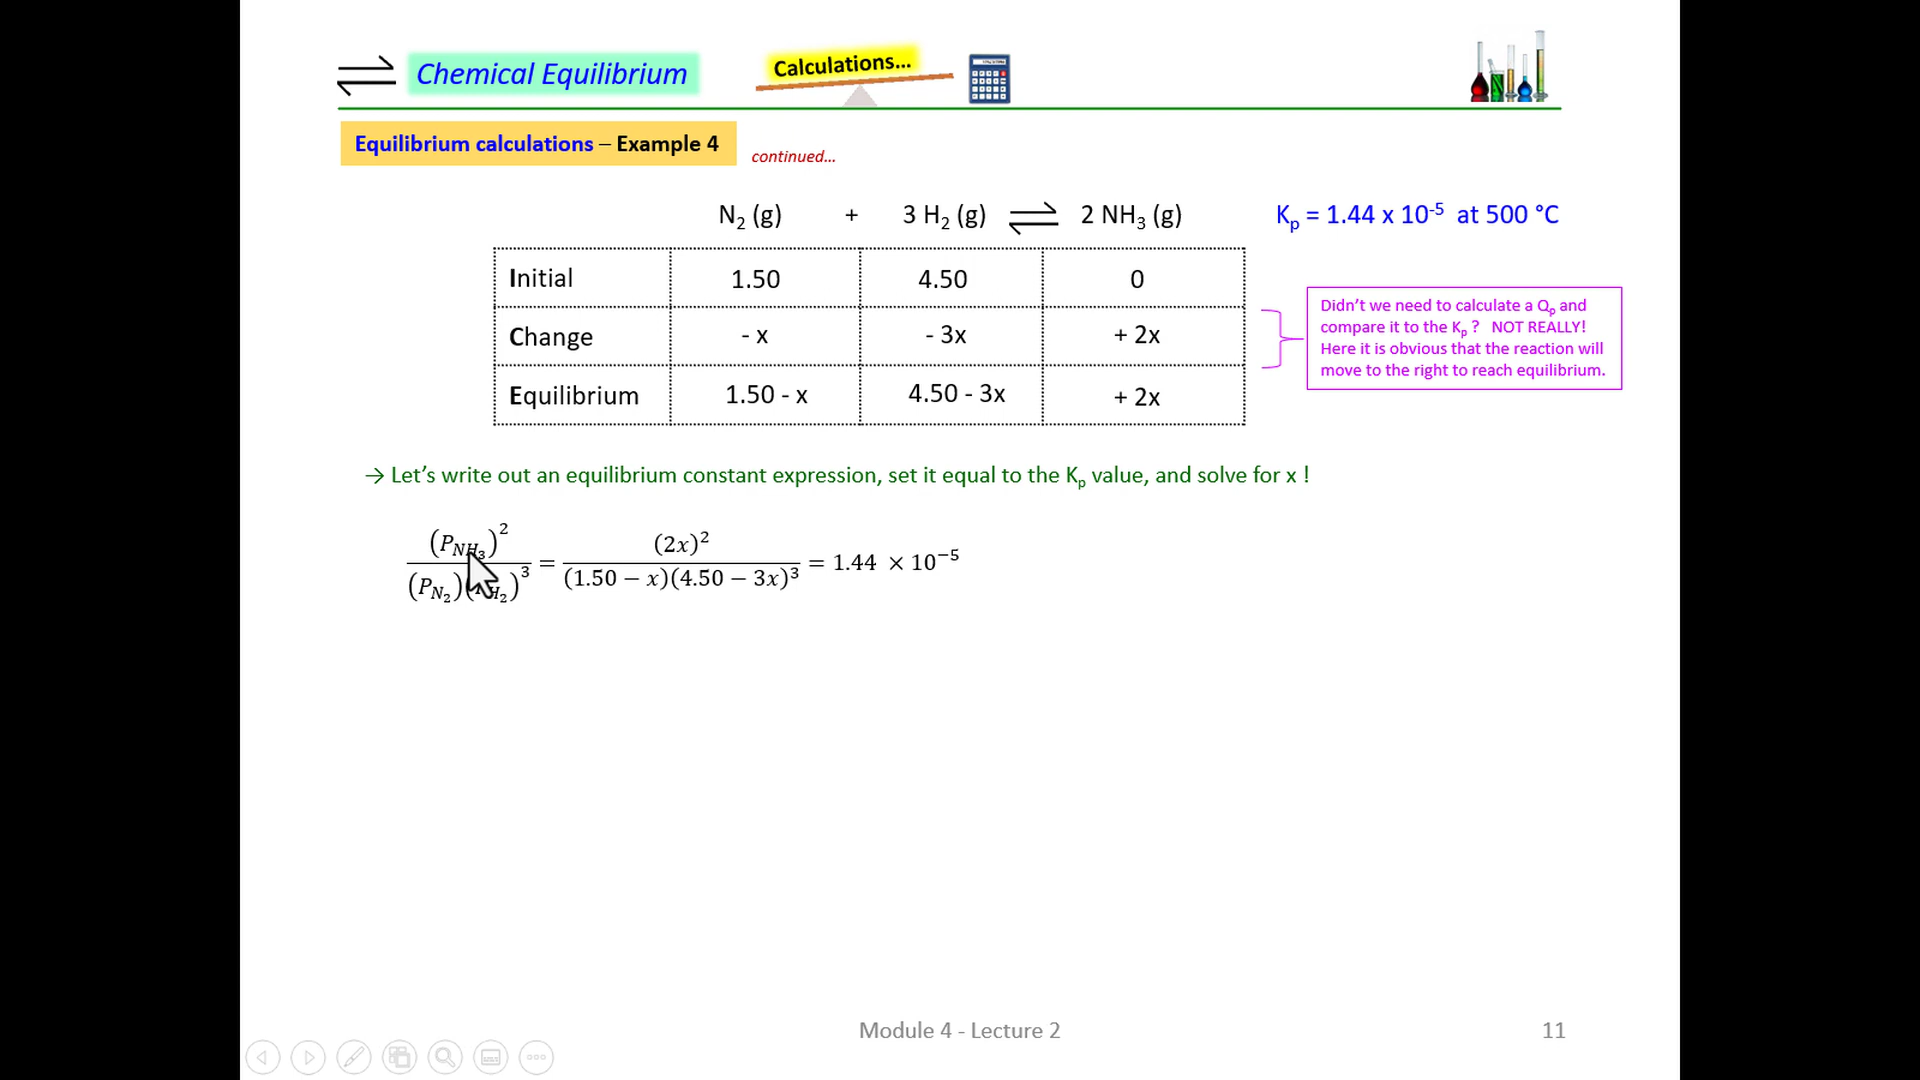 Chemical Equilibrium
Calculations...
Equilibrium calculations – Example 4
continued...
N₂ (g) + 3 H₂ (g) ⇌ 2 NH₃ (g)
Kₚ = 1.44 x 10⁻⁵ at 500 °C
Initial 1.50 4.50 0
Change - x - 3x + 2x
Equilibrium 1.50 - x 4.50 - 3x + 2x
Didn't we need to calculate a Qₚ and
compare it to the Kₚ ? NOT REALLY!
Here it is obvious that the reaction will
move to the right to reach equilibrium.
→ Let's write out an equilibrium constant expression, set it equal to the Kₚ value, and solve for x !
(P_NH₃)² / (P_N₂)(P_H₂)³ = (2x)² / (1.50 − x)(4.50 − 3x)³ = 1.44 × 10⁻⁵
Module 4 - Lecture 2
11